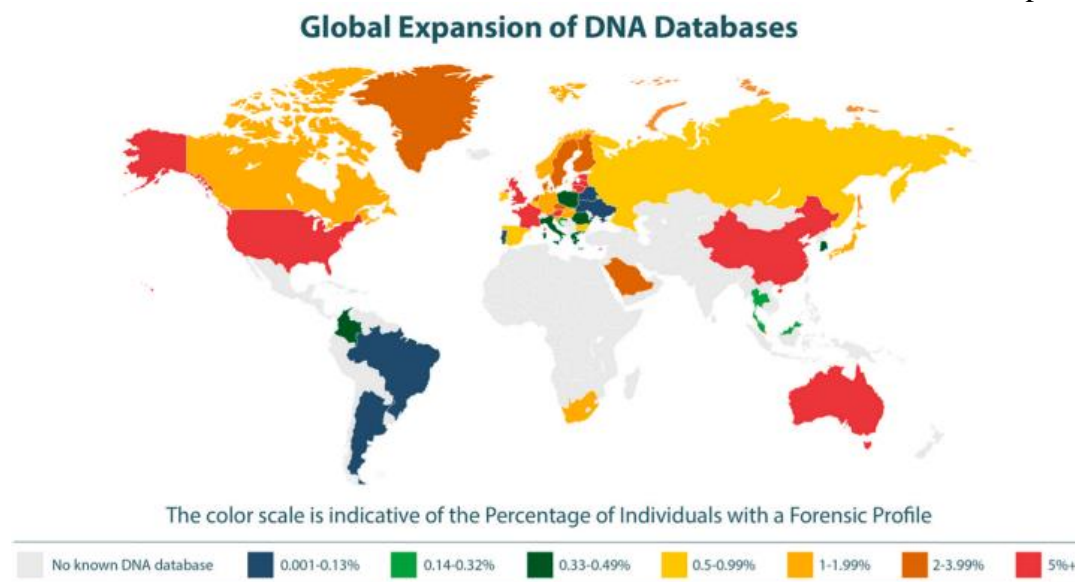 Global Expansion of DNA Databases
The color scale is indicative of the Percentage of Individuals with a Forensic Profile
No known DNA database 0.001-0.13% 0.14-0.32% 0.33-0.49% 0.5-0.99% 1-1.99% 2-3.99% 5%+